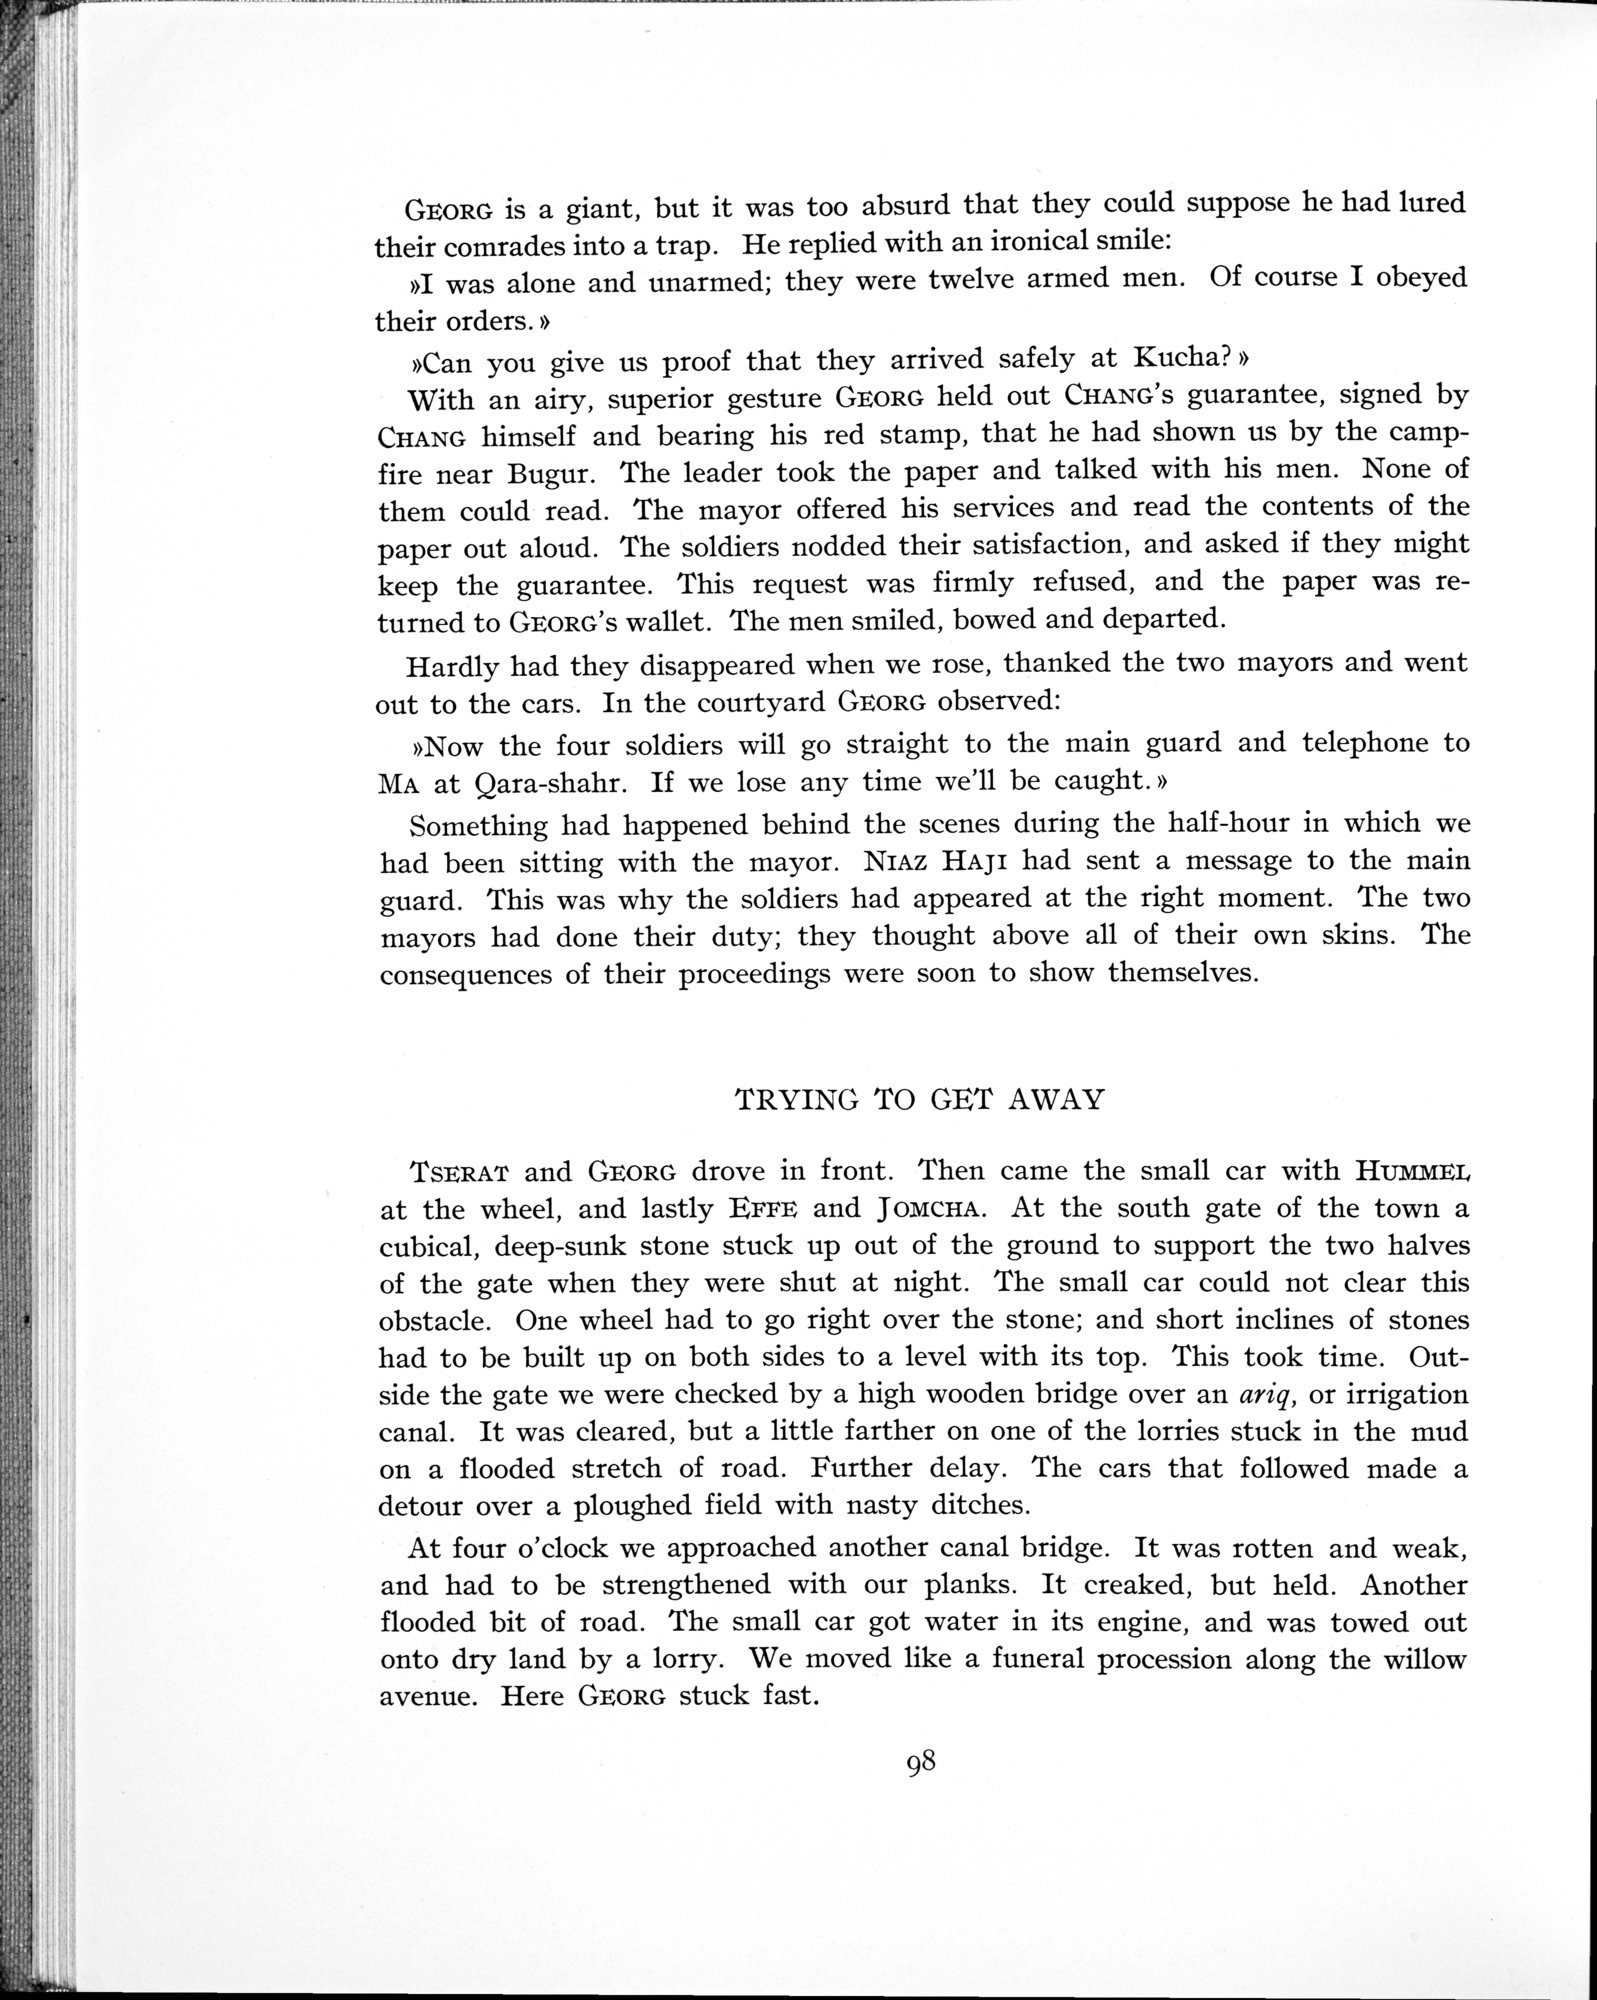 GEORG is a giant, but it was too absurd that they could suppose he had lured
their comrades into a trap. He replied with an ironical smile:
»I was alone and unarmed; they were twelve armed men. Of course I obeyed
their orders.»
»Can you give us proof that they arrived safely at Kucha?»
With an airy, superior gesture GEORG held out CHANG's guarantee, signed by
CHANG himself and bearing his red stamp, that he had shown us by the camp-
fire near Bugur. The leader took the paper and talked with his men. None of
them could read. The mayor offered his services and read the contents of the
paper out aloud. The soldiers nodded their satisfaction, and asked if they might
keep the guarantee. This request was firmly refused, and the paper was re-
turned to GEORG's wallet. The men smiled, bowed and departed.
Hardly had they disappeared when we rose, thanked the two mayors and went
out to the cars. In the courtyard GEORG observed:
»Now the four soldiers will go straight to the main guard and telephone to
MA at Qara-shahr. If we lose any time we'll be caught.»
Something had happened behind the scenes during the half-hour in which we
had been sitting with the mayor. NIAZ HAJI had sent a message to the main
guard. This was why the soldiers had appeared at the right moment. The two
mayors had done their duty; they thought above all of their own skins. The
consequences of their proceedings were soon to show themselves.
TRYING TO GET AWAY
TSERAT and GEORG drove in front. Then came the small car with HUMMEL
at the wheel, and lastly EFFE and JOMCHA. At the south gate of the town a
cubical, deep-sunk stone stuck up out of the ground to support the two halves
of the gate when they were shut at night. The small car could not clear this
obstacle. One wheel had to go right over the stone; and short inclines of stones
had to be built up on both sides to a level with its top. This took time. Out-
side the gate we were checked by a high wooden bridge over an ariq, or irrigation
canal. It was cleared, but a little farther on one of the lorries stuck in the mud
on a flooded stretch of road. Further delay. The cars that followed made a
detour over a ploughed field with nasty ditches.
At four o'clock we approached another canal bridge. It was rotten and weak,
and had to be strengthened with our planks. It creaked, but held. Another
flooded bit of road. The small car got water in its engine, and was towed out
onto dry land by a lorry. We moved like a funeral procession along the willow
avenue. Here GEORG stuck fast.
98